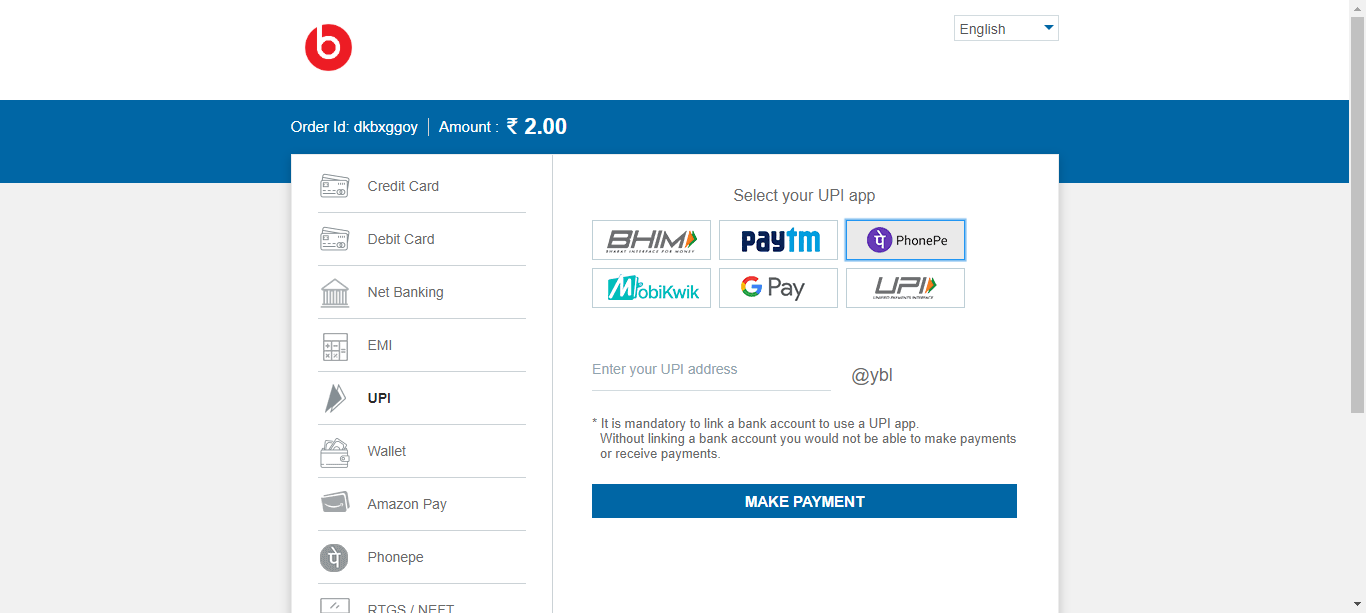 b
English
Order Id: dkbxggoy | Amount : ₹ 2.00
Credit Card
Debit Card
Net Banking
EMI
UPI
Wallet
Amazon Pay
Phonepe
RTGS / NEFT
Select your UPI app
BHIM
BHARAT INTERFACE FOR MONEY
paytm
पे PhonePe
MobiKwik
G Pay
UPI
UNIFIED PAYMENTS INTERFACE
Enter your UPI address
@ybl
* It is mandatory to link a bank account to use a UPI app.
Without linking a bank account you would not be able to make payments
or receive payments.
MAKE PAYMENT